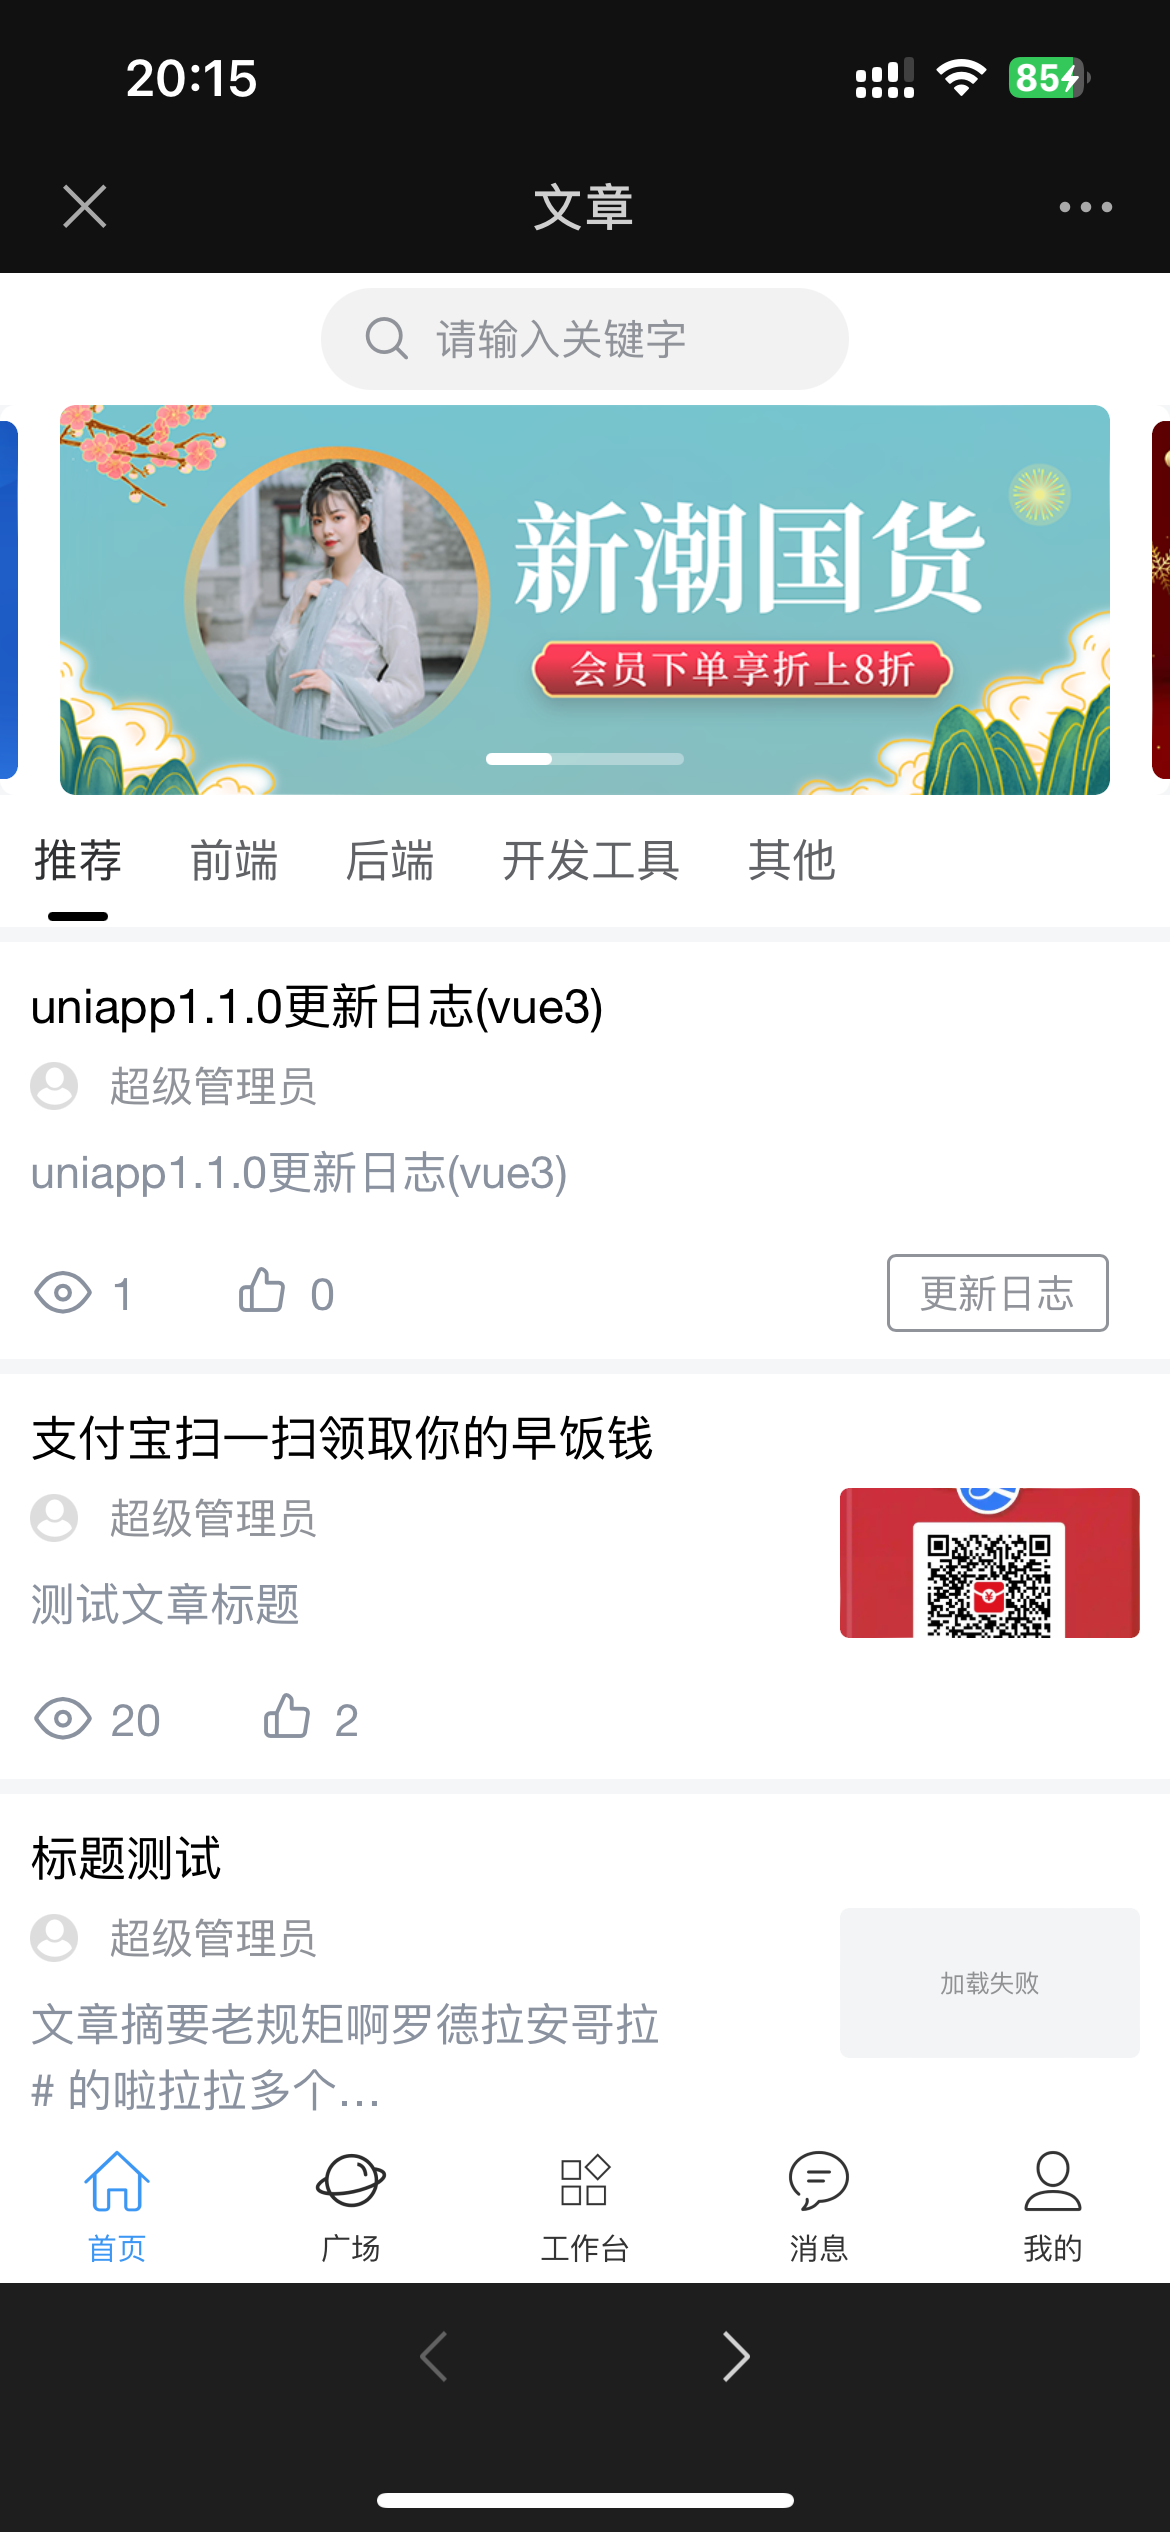 20:15
85
文章
请输入关键字
新潮国货
会员下单享折上8折
推荐 前端 后端 开发工具 其他
uniapp1.1.0更新日志(vue3)
超级管理员
uniapp1.1.0更新日志(vue3)
1 0 更新日志
支付宝扫一扫领取你的早饭钱
超级管理员
测试文章标题
20 2
标题测试
超级管理员
加载失败
文章摘要老规矩啊罗德拉安哥拉
# 的啦拉拉多个...
首页 广场 工作台 消息 我的